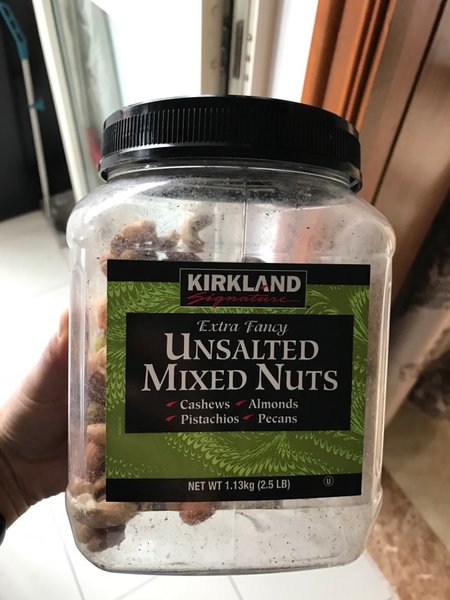 KIRKLAND
Signature
Extra Fancy
UNSALTED
MIXED NUTS
Cashews Almonds
Pistachios Pecans
NET WT 1.13kg (2.5 LB)
U